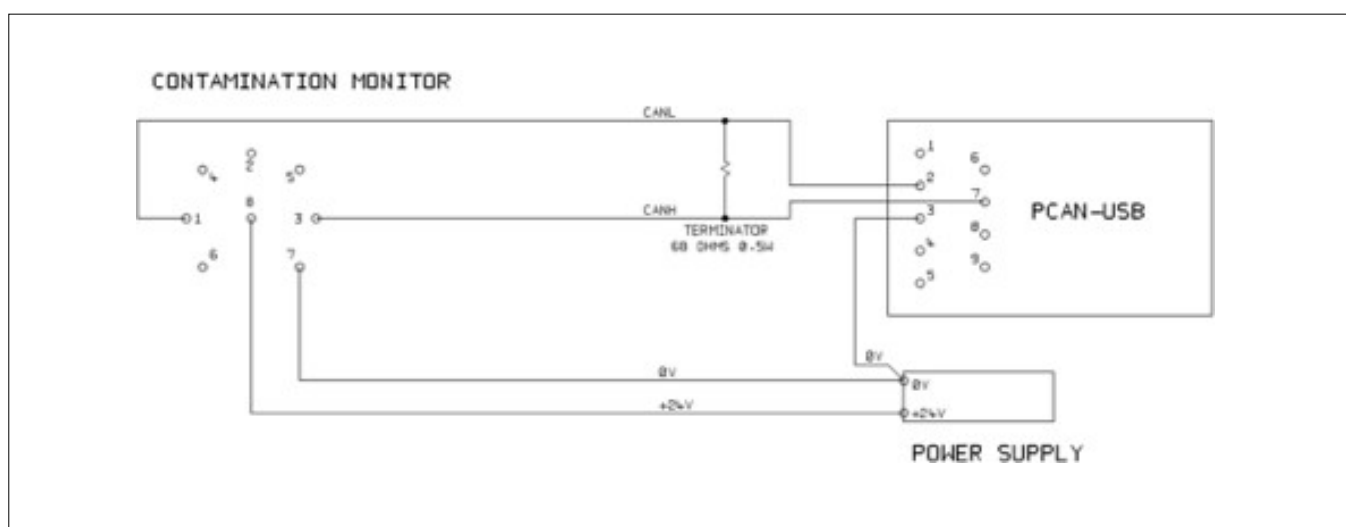 CONTAMINATION MONITOR
CANL
2
4
5
8
1
3
CANH
6
7
TERMINATOR
68 OHMS 0.5W
1
6
2
7
3
8
4
9
5
PCAN-USB
0V
0V
0V
+24V
+24V
POWER SUPPLY